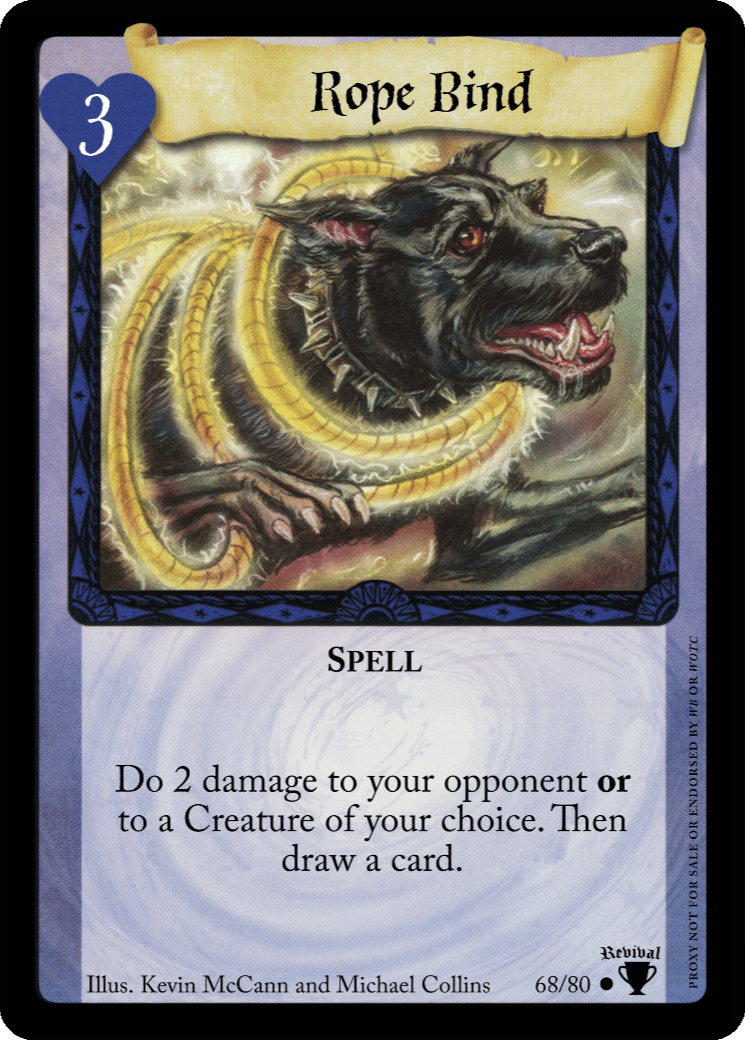 Rope Bind
3
SPELL
Do 2 damage to your opponent or
to a Creature of your choice. Then
draw a card.
PROXY NOT FOR SALE OR ENDORSED BY WB OR WOTC
Revival
Illus. Kevin McCann and Michael Collins 68/80